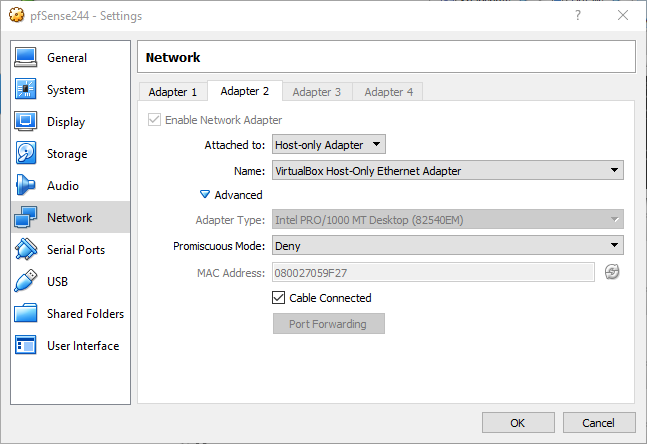 pfSense244 - Settings
?
General
System
Display
Storage
Audio
Network
Serial Ports
USB
Shared Folders
User Interface
Network
Adapter 1 Adapter 2 Adapter 3 Adapter 4
Enable Network Adapter
Attached to: Host-only Adapter
Name: VirtualBox Host-Only Ethernet Adapter
Advanced
Adapter Type: Intel PRO/1000 MT Desktop (82540EM)
Promiscuous Mode: Deny
MAC Address: 080027059F27
Cable Connected
Port Forwarding
OK Cancel